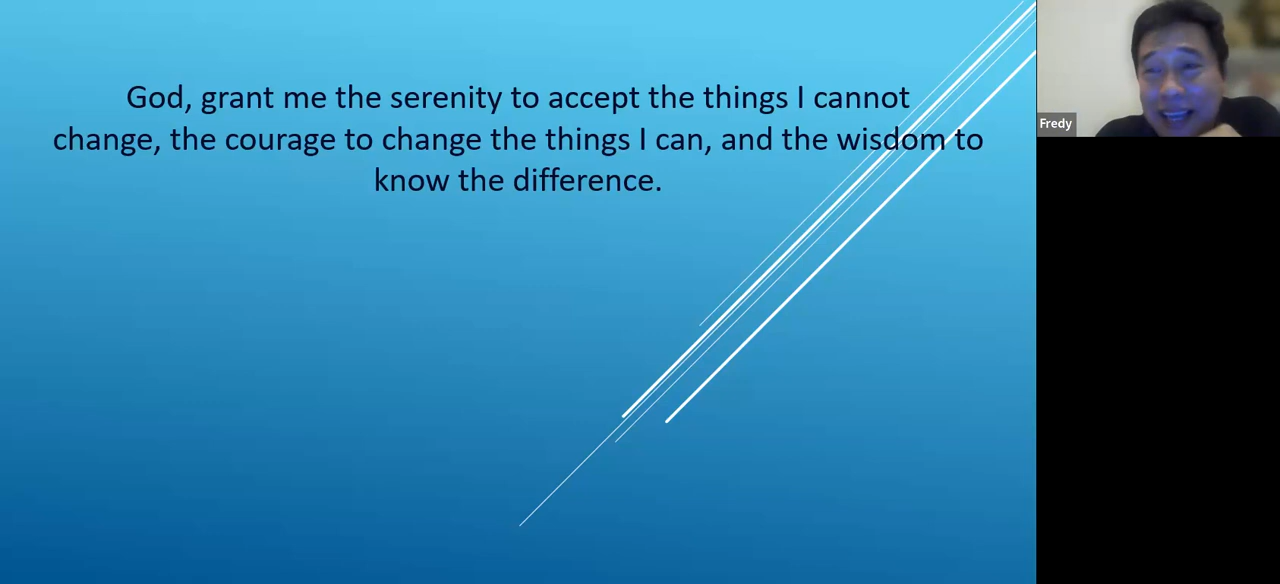 God, grant me the serenity to accept the things I cannot
change, the courage to change the things I can, and the wisdom to
know the difference.
Fredy